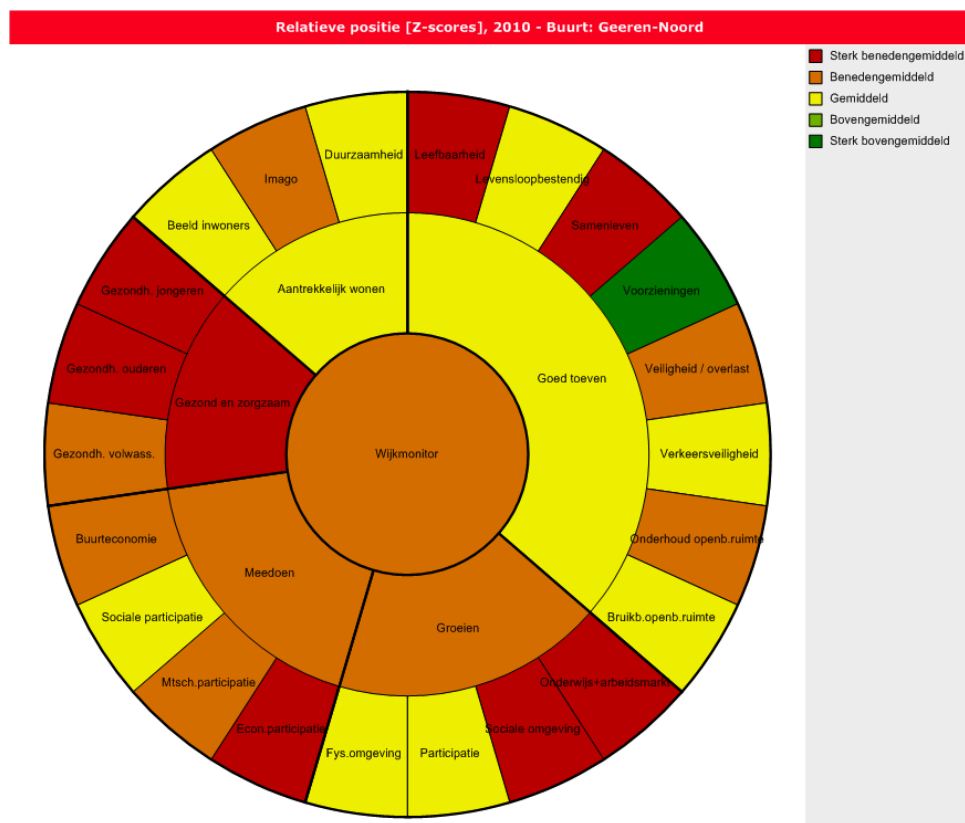 Relatieve positie [Z-scores], 2010 - Buurt: Geeren-Noord
Sterk benedengemiddeld
Benedengemiddeld
Gemiddeld
Bovengemiddeld
Sterk bovengemiddeld
Duurzaamheid
Leefbaarheid
Imago
Levensloopbestendig
Beeld inwoners
Samenleven
Aantrekkelijk wonen
Gezondh. jongeren
Voorzieningen
Gezondh. ouderen
Veiligheid / overlast
Goed toeven
Gezond en zorgzaam
Gezondh. volwass.
Wijkmonitor
Verkeersveiligheid
Buurteconomie
Onderhoud openb.ruimte
Meedoen
Sociale participatie
Bruikb.openb.ruimte
Groeien
Mtsch.participatie
Onderwijs+arbeidsmarkt
Econ.participatie
Sociale omgeving
Fys.omgeving
Participatie